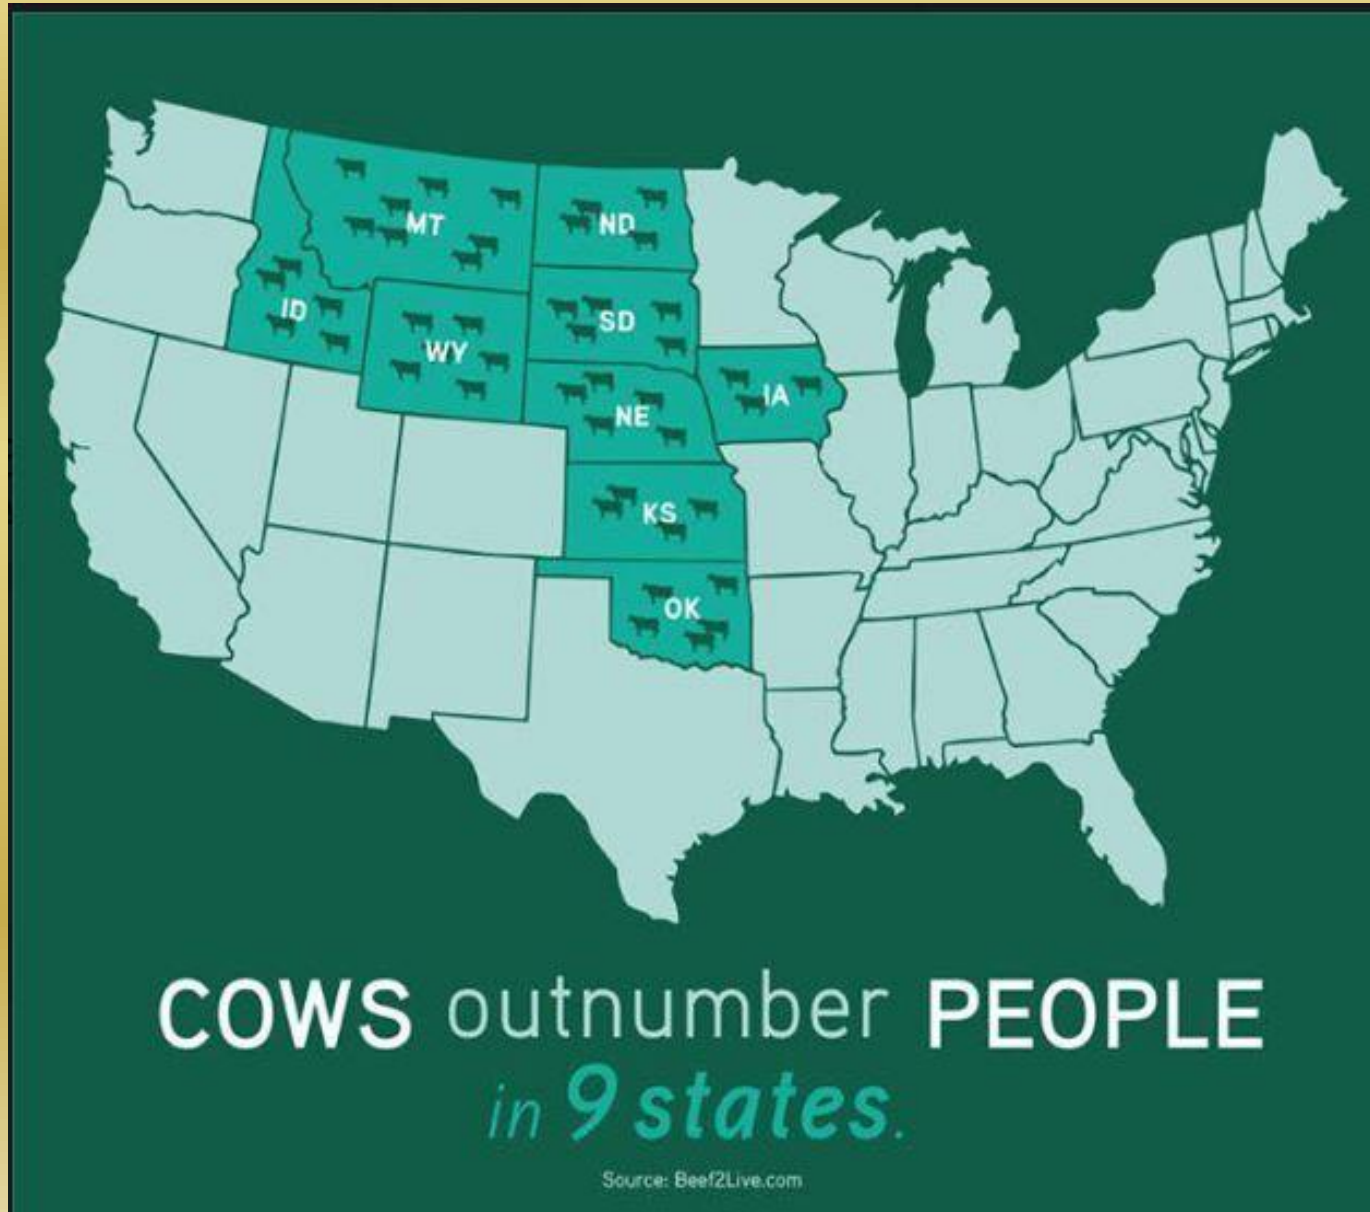 MT
ND
ID
WY
SD
NE
IA
KS
OK
COWS outnumber PEOPLE
in 9 states.
Source: Beef2Live.com